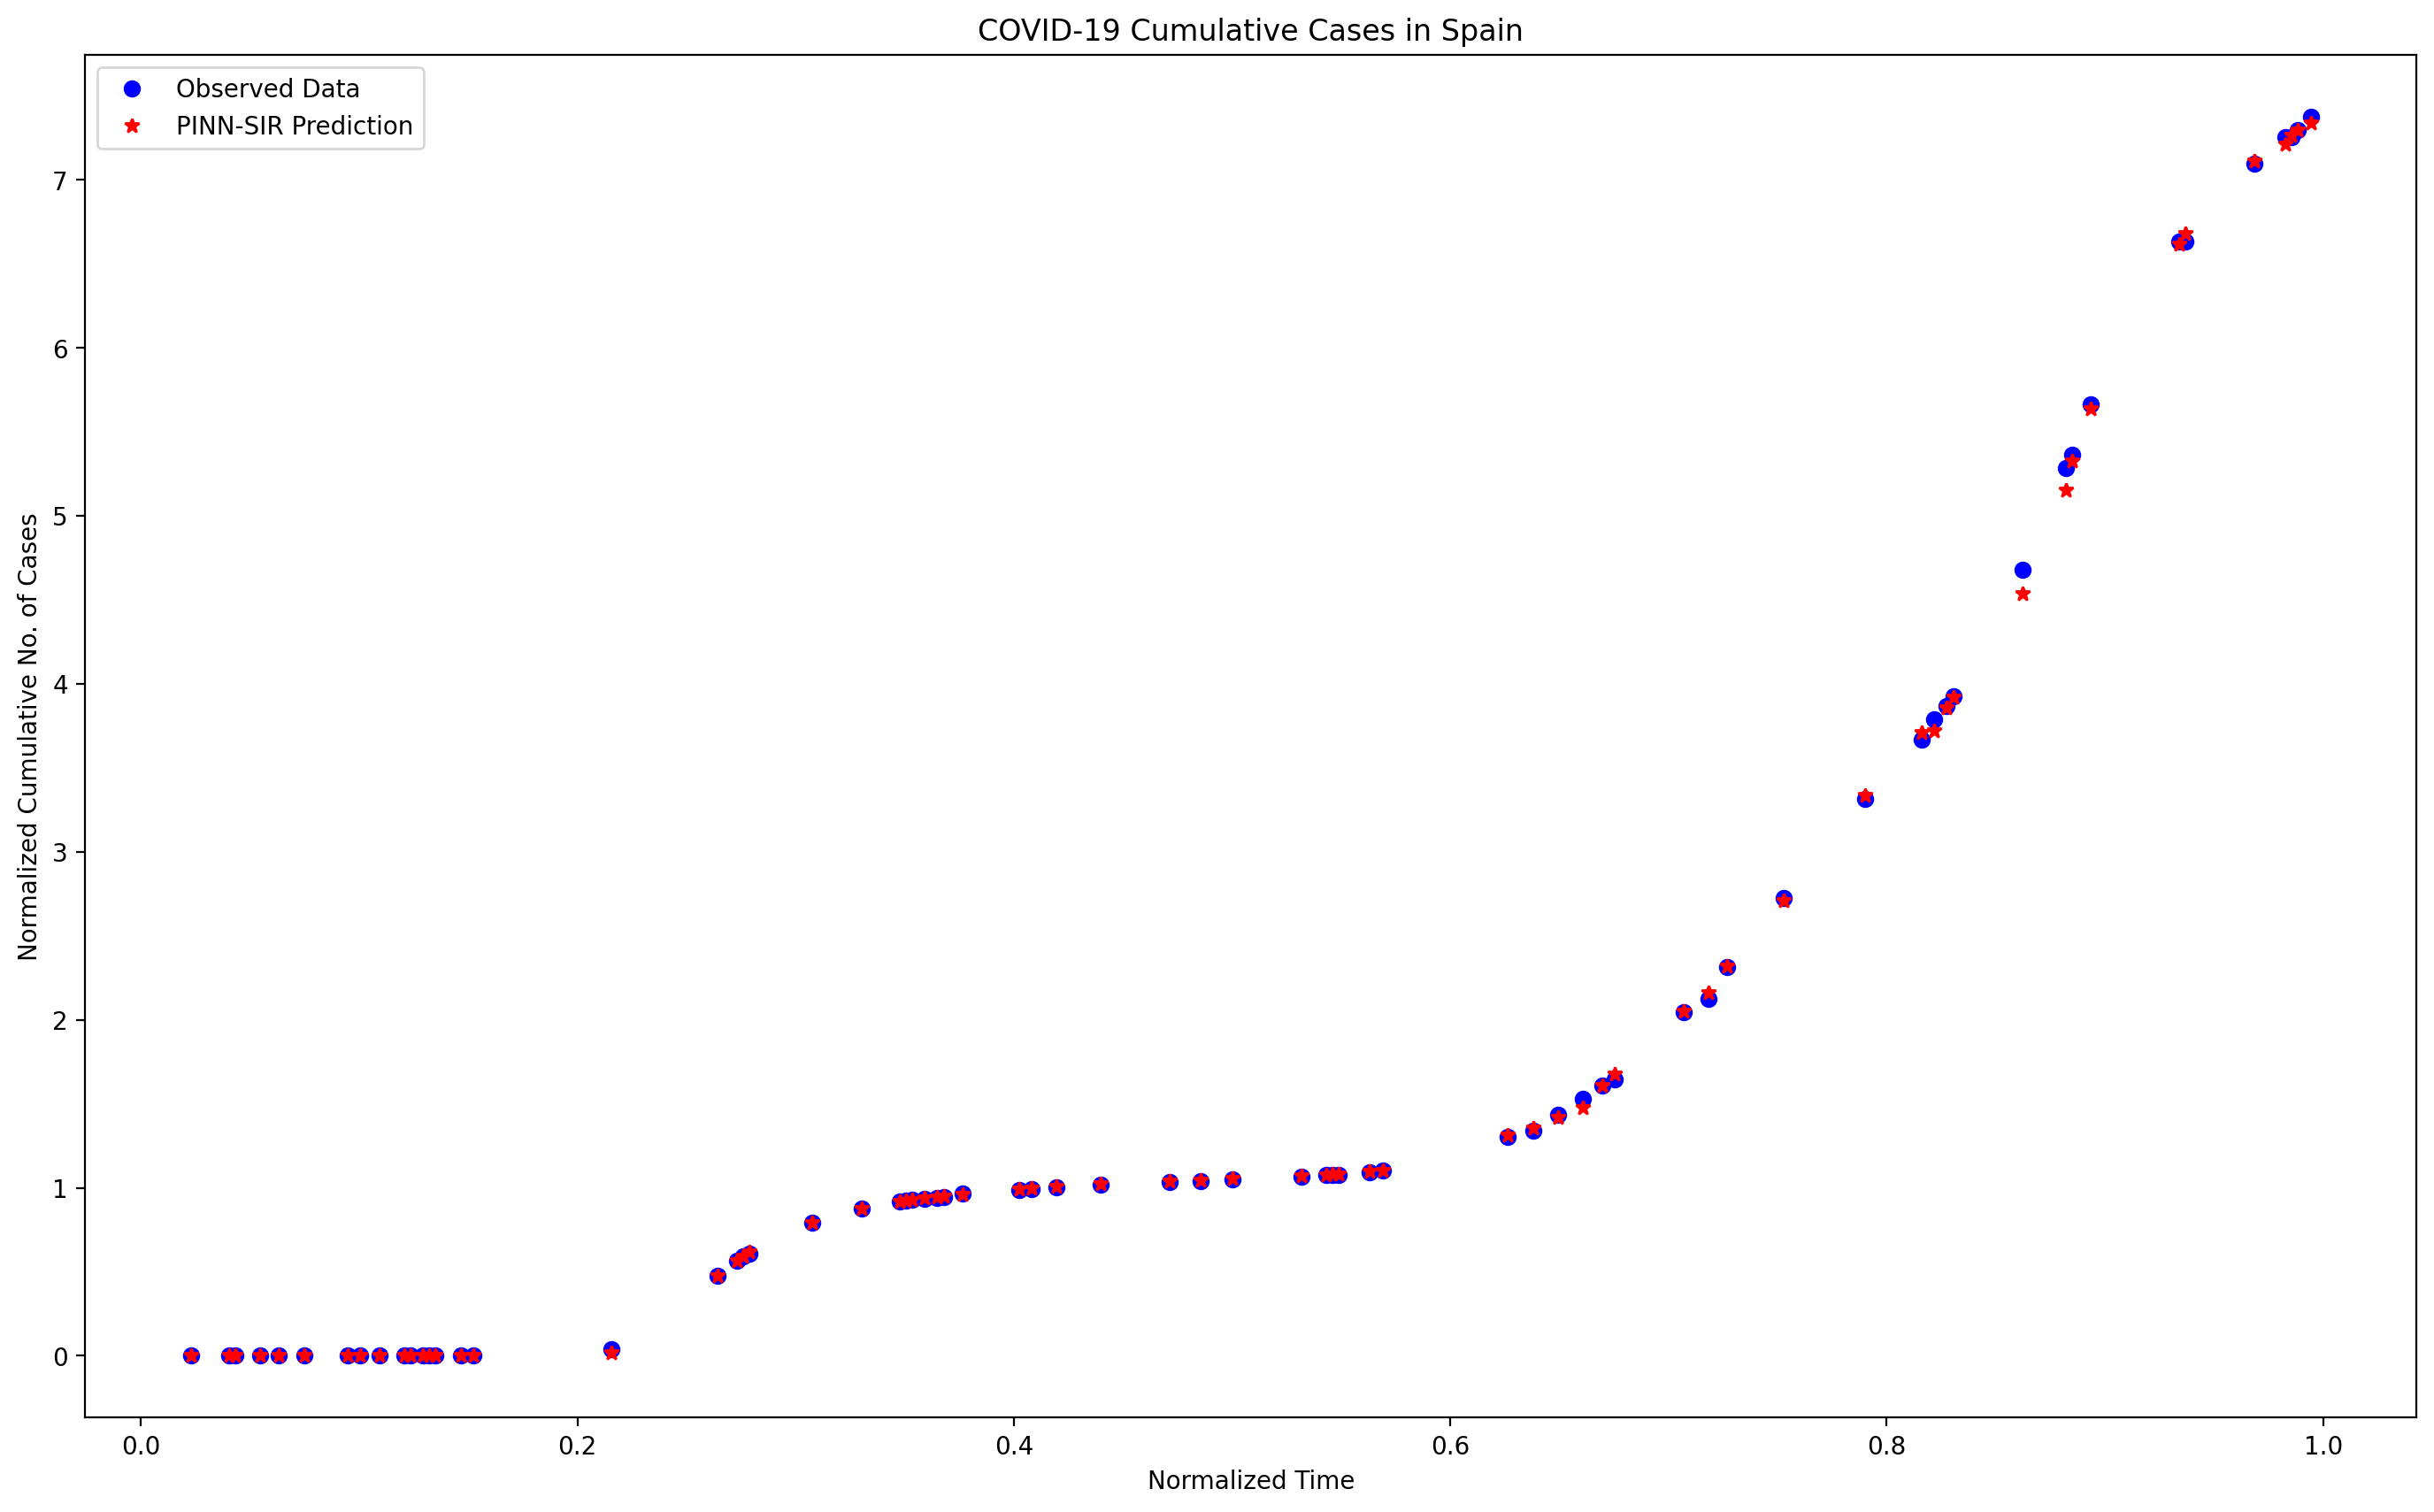 COVID-19 Cumulative Cases in Spain
Observed Data
PINN-SIR Prediction
Normalized Cumulative No. of Cases
7
6
5
4
3
2
1
0
0.0 0.2 0.4 0.6 0.8 1.0
Normalized Time